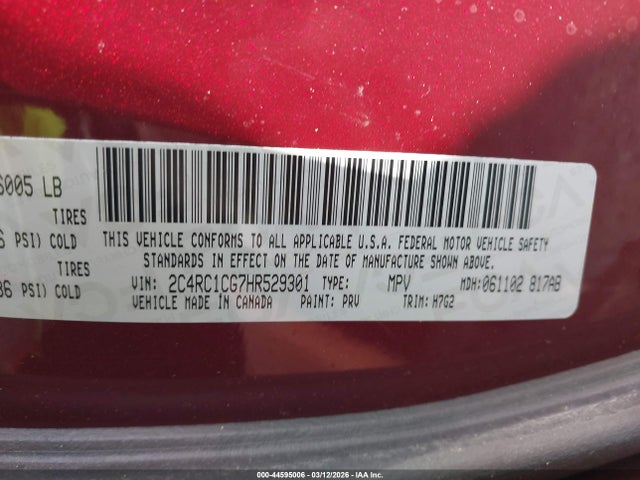 6005 LB
TIRES
6 PSI) COLD
TIRES
36 PSI) COLD
THIS VEHICLE CONFORMS TO ALL APPLICABLE U.S.A. FEDERAL MOTOR VEHICLE SAFETY
STANDARDS IN EFFECT ON THE DATE OF MANUFACTURE SHOWN ABOVE.
VIN: 2C4RC1CG7HR529301 TYPE: MPV MDH:061102 817AB
VEHICLE MADE IN CANADA PAINT: PRV TRIM: H7G2
000-44595006 - 03/12/2026 - IAA Inc.